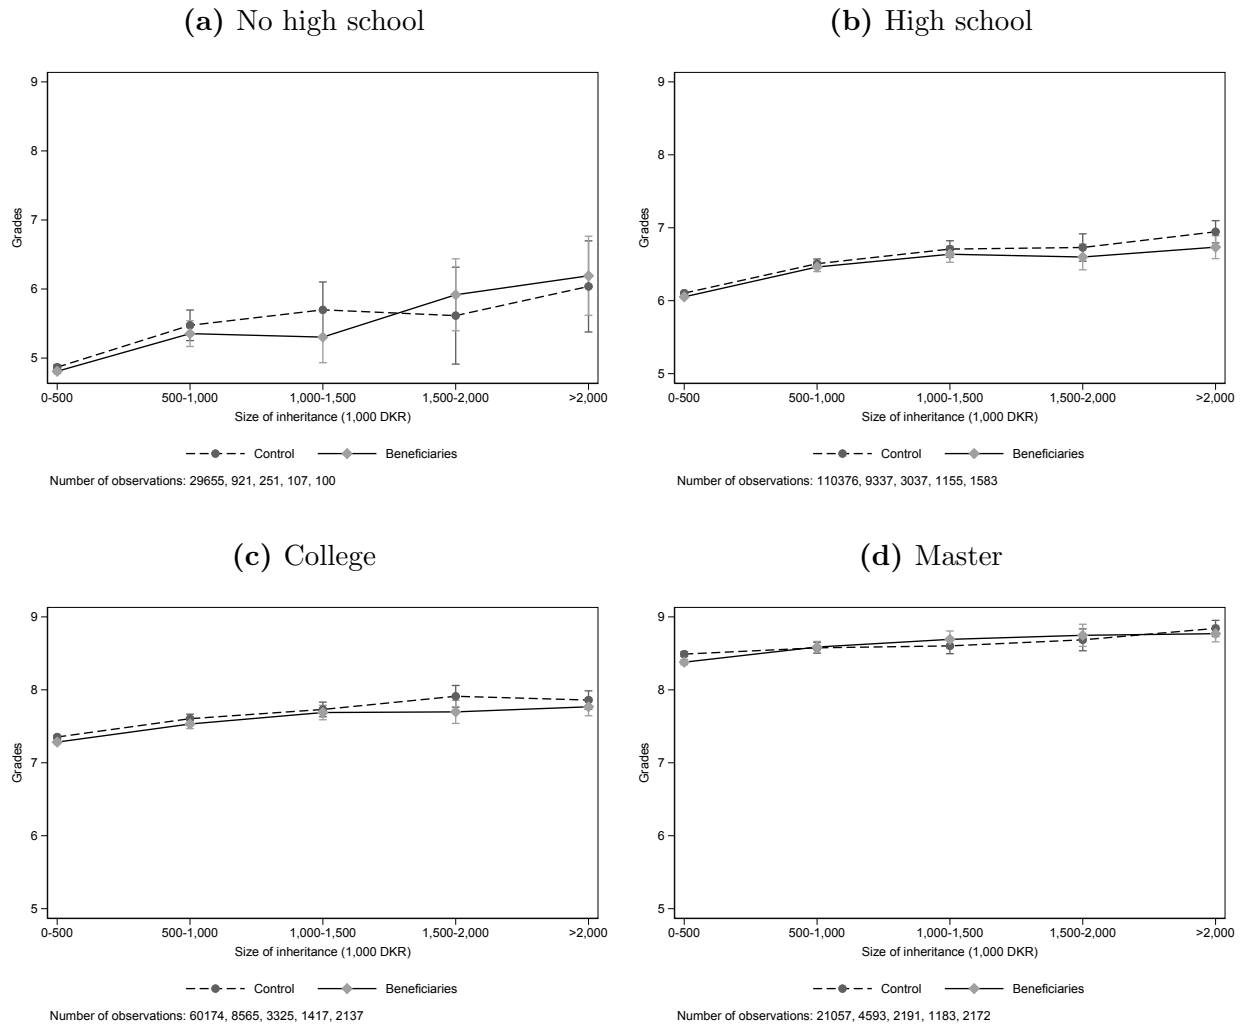 (a) No high school
9
8
7
6
5
Grades
0-500 500-1,000 1,000-1,500 1,500-2,000 >2,000
Size of inheritance (1,000 DKR)
Control Beneficiaries
Number of observations: 29655, 921, 251, 107, 100
(b) High school
9
8
7
6
5
Grades
0-500 500-1,000 1,000-1,500 1,500-2,000 >2,000
Size of inheritance (1,000 DKR)
Control Beneficiaries
Number of observations: 110376, 9337, 3037, 1155, 1583
(c) College
9
8
7
6
5
Grades
0-500 500-1,000 1,000-1,500 1,500-2,000 >2,000
Size of inheritance (1,000 DKR)
Control Beneficiaries
Number of observations: 60174, 8565, 3325, 1417, 2137
(d) Master
9
8
7
6
5
Grades
0-500 500-1,000 1,000-1,500 1,500-2,000 >2,000
Size of inheritance (1,000 DKR)
Control Beneficiaries
Number of observations: 21057, 4593, 2191, 1183, 2172